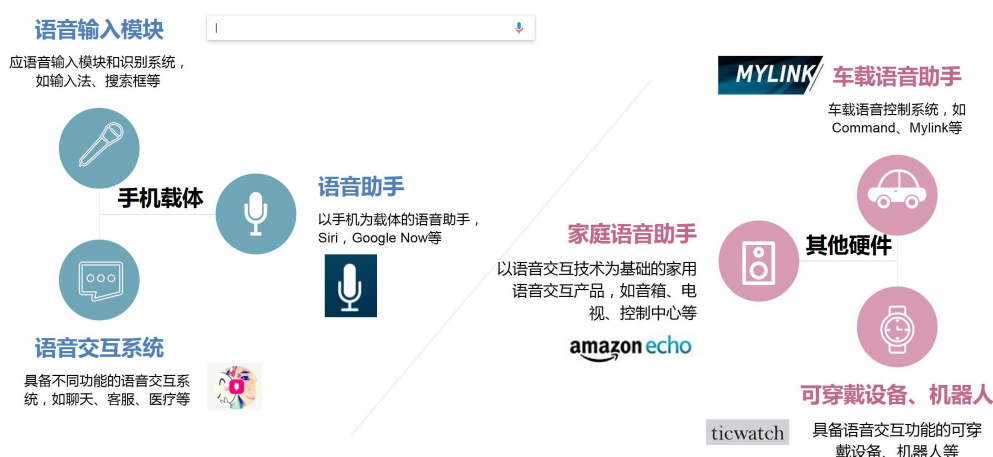 语音输入模块
应语音输入模块和识别系统，
如输入法、搜索框等
手机载体
语音助手
以手机为载体的语音助手，
Siri，Google Now等
语音交互系统
具备不同功能的语音交互系
统，如聊天、客服、医疗等
MYLINK
车载语音助手
车载语音控制系统，如
Command、Mylink等
家庭语音助手
以语音交互技术为基础的家用
语音交互产品，如音箱、电
视、控制中心等
amazon echo
其他硬件
可穿戴设备、机器人
ticwatch
具备语音交互功能的可穿
戴设备、机器人等